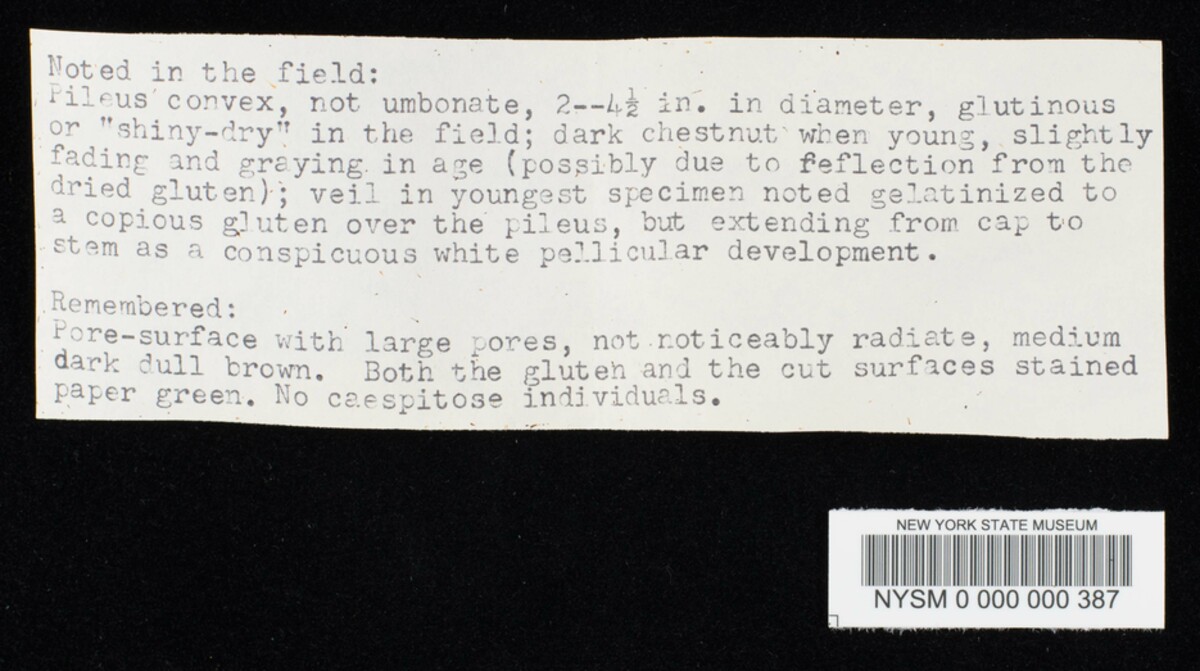 Noted in the field:
Pileus convex, not umbonate, 2--4½ in. in diameter, glutinous
or "shiny-dry" in the field; dark chestnut when young, slightly
fading and graying in age (possibly due to feflection from the
dried gluten); veil in youngest specimen noted gelatinized to
a copious gluten over the pileus, but extending from cap to
stem as a conspicuous white pellicular development.
Remembered:
Pore-surface with large pores, not noticeably radiate, medium
dark dull brown. Both the gluteh and the cut surfaces stained
paper green. No caespitose individuals.
NEW YORK STATE MUSEUM
NYSM 0 000 000 387